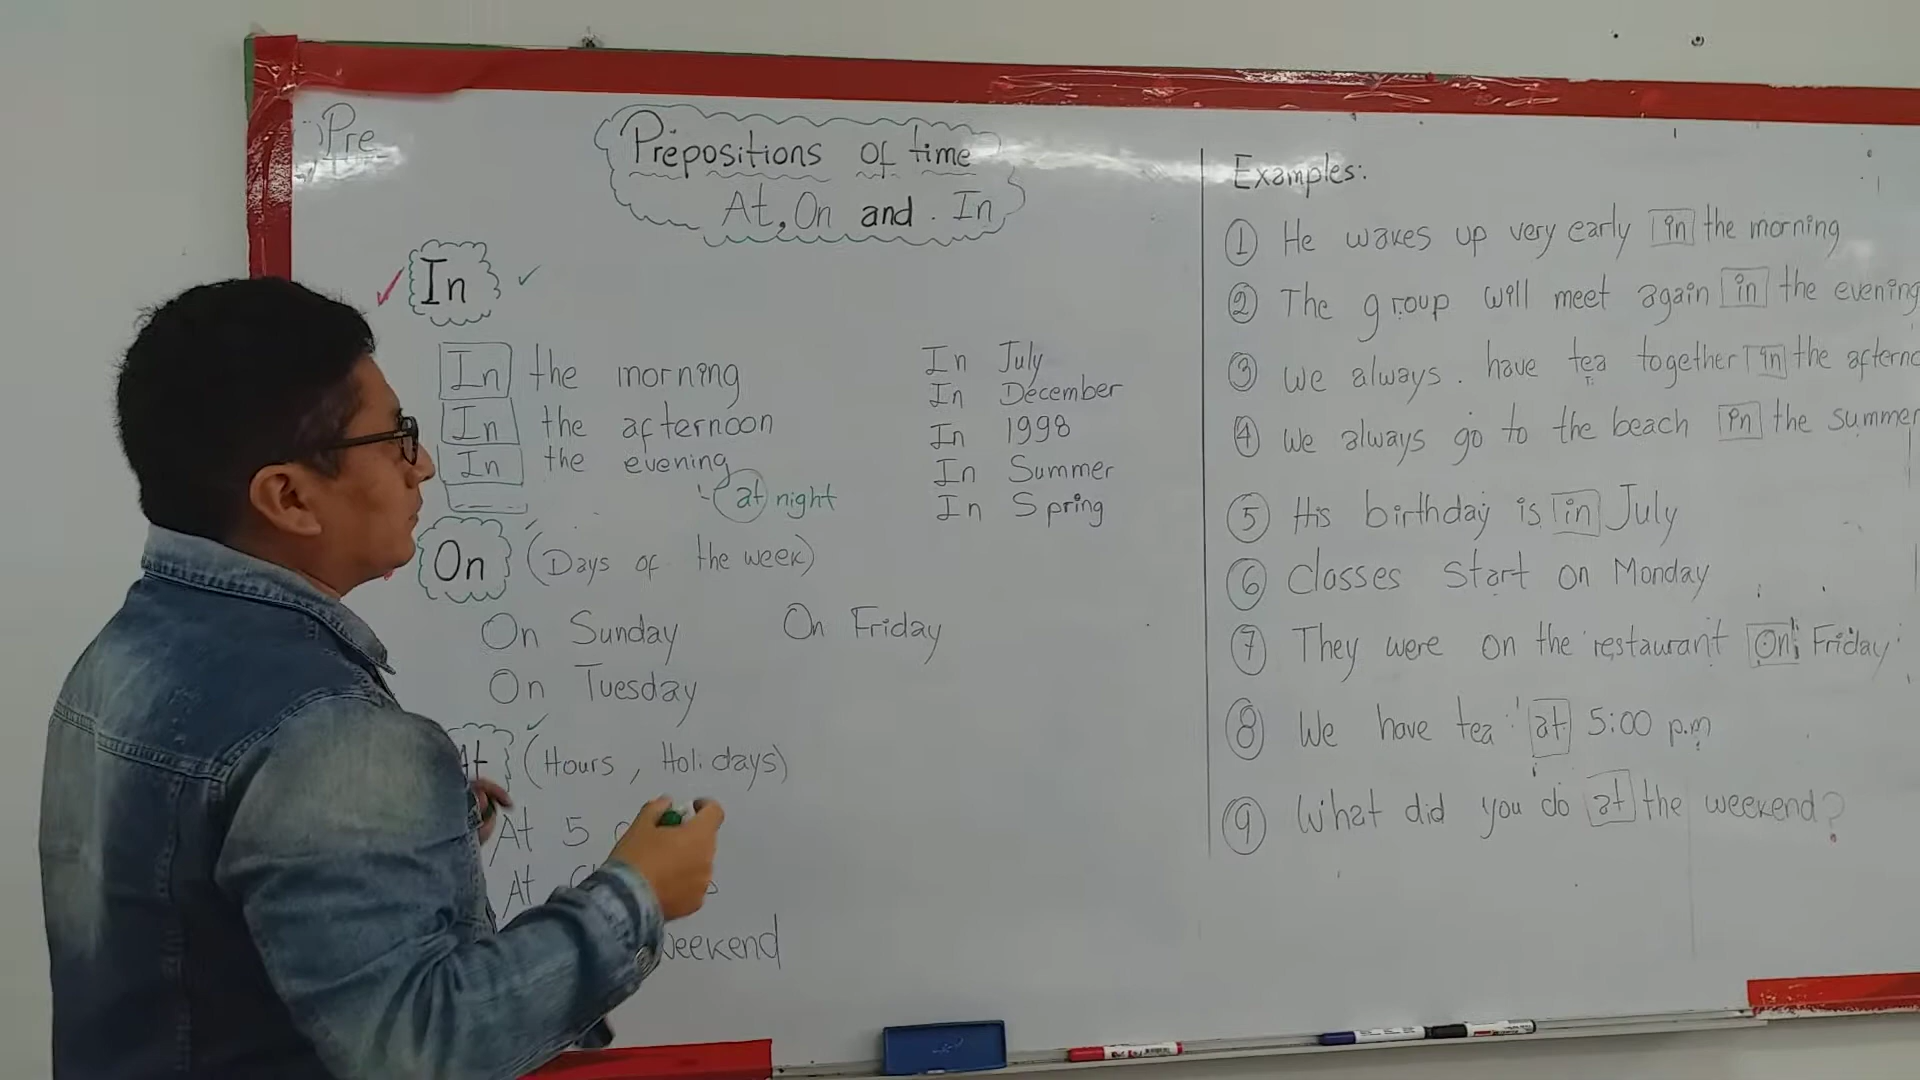 Pre
Prepositions of time
At, On and In
In
In the morning
In the afternoon
In the evening
at night
In July
In December
In 1998
In Summer
In Spring
On (Days of the week)
On Sunday
On Friday
On Tuesday
At (Hours, Holidays)
At 5
At
weekend
Examples:
1 He wakes up very early in the morning
2 The group will meet again in the evening
3 We always have tea together in the afterno
4 We always go to the beach in the summer
5 His birthday is in July
6 Classes start on Monday
7 They were on the restaurant On Friday
8 We have tea at 5:00 p.m
9 What did you do at the weekend?